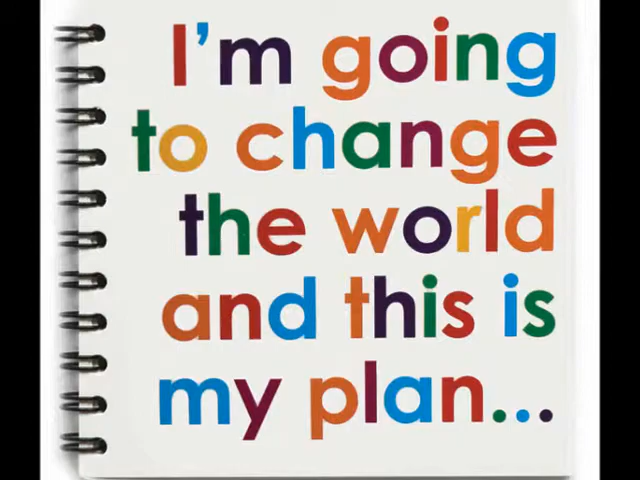 I'm going
to change
the world
and this is
my plan...